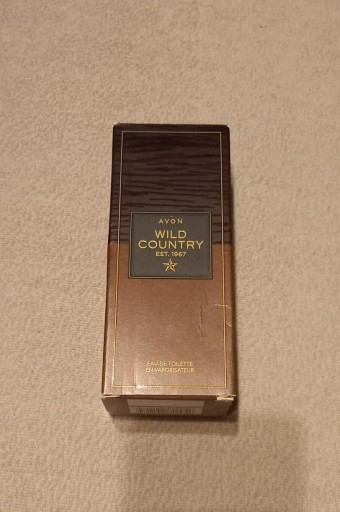 AVON
WILD
COUNTRY
EST. 1967
EAU DE TOILETTE
EN VAPORISATEUR